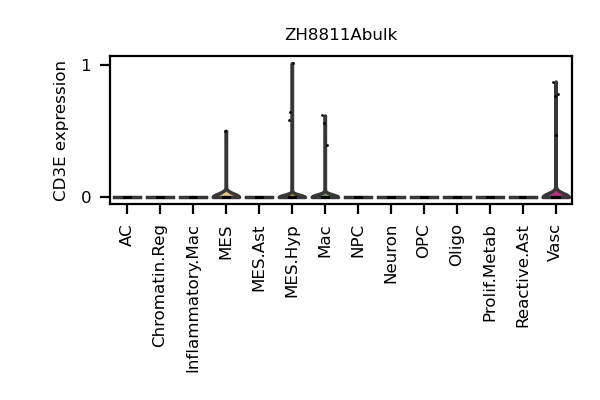 ZH8811Abulk
CD3E expression
1
0
AC
Chromatin.Reg
Inflammatory.Mac
MES
MES.Ast
MES.Hyp
Mac
NPC
Neuron
OPC
Oligo
Prolif.Metab
Reactive.Ast
Vasc